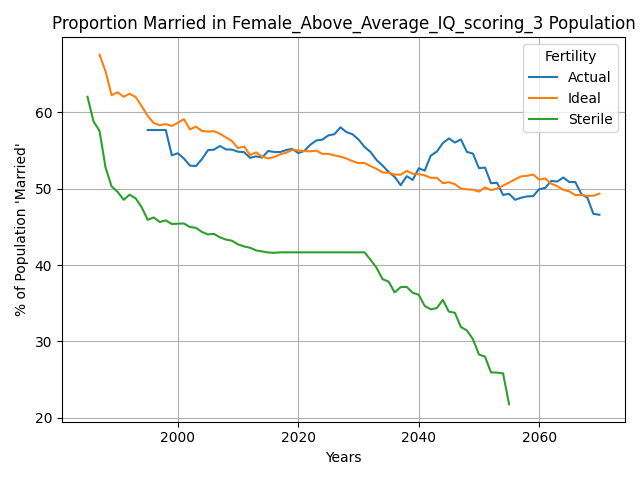 Proportion Married in Female_Above_Average_IQ_scoring_3 Population
Fertility
Actual
Ideal
Sterile
% of Population 'Married'
60
50
40
30
20
2000
2020
2040
2060
Years